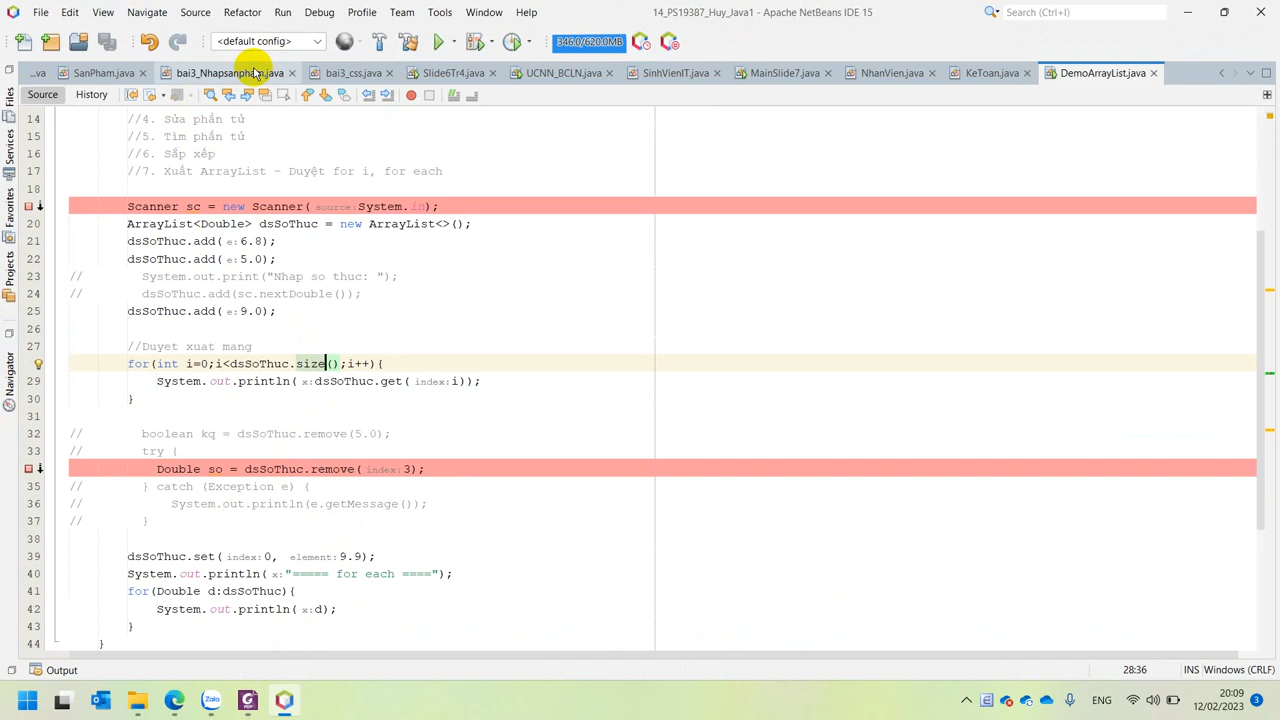 File Edit View Navigate Source Refactor Run Debug Profile Team Tools Window Help 14_PS19387_Huy_Java1 - Apache NetBeans IDE 15 Search (Ctrl+I)
<default config> 346.0/620.0MB
...va SanPham.java bai3_Nhapsanpham.java bai3_css.java Slide6Tr4.java UCNN_BCLN.java SinhVienIT.java MainSlide7.java NhanVien.java KeToan.java DemoArrayList.java
Source History
14 //4. Sửa phần tử
15 //5. Tìm phần tử
16 //6. Sắp xếp
17 //7. Xuất ArrayList - Duyệt for i, for each
18
Scanner sc = new Scanner( source:System.in);
20 ArrayList<Double> dsSoThuc = new ArrayList<>();
21 dsSoThuc.add( e:6.8);
22 dsSoThuc.add( e:5.0);
23 // System.out.print("Nhap so thuc: ");
24 // dsSoThuc.add(sc.nextDouble());
25 dsSoThuc.add( e:9.0);
26
27 //Duyet xuat mang
for(int i=0;i<dsSoThuc.size();i++){
29 System.out.println( x:dsSoThuc.get( index:i));
30 }
31
32 // boolean kq = dsSoThuc.remove(5.0);
33 // try {
Double so = dsSoThuc.remove( index:3);
35 // } catch (Exception e) {
36 // System.out.println(e.getMessage());
37 // }
38
39 dsSoThuc.set( index:0, element:9.9);
40 System.out.println( x:"===== for each ====");
41 for(Double d:dsSoThuc){
42 System.out.println( x:d);
43 }
44 }
Files
Services
Favorites
Projects
Navigator
Output 28:36 INS Windows (CRLF)
Zalo PDF ENG 20:09
12/02/2023 3